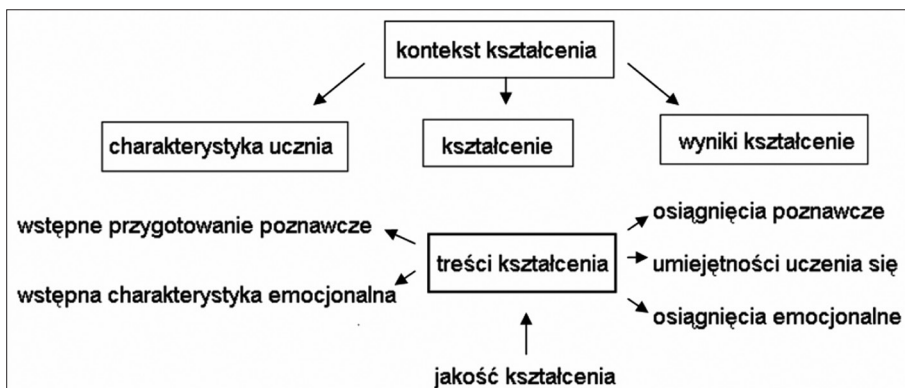 kontekst kształcenia
charakterystyka ucznia
kształcenie
wyniki kształcenie
wstępne przygotowanie poznawcze
osiągnięcia poznawcze
treści kształcenia
umiejętności uczenia się
wstępna charakterystyka emocjonalna
osiągnięcia emocjonalne
jakość kształcenia